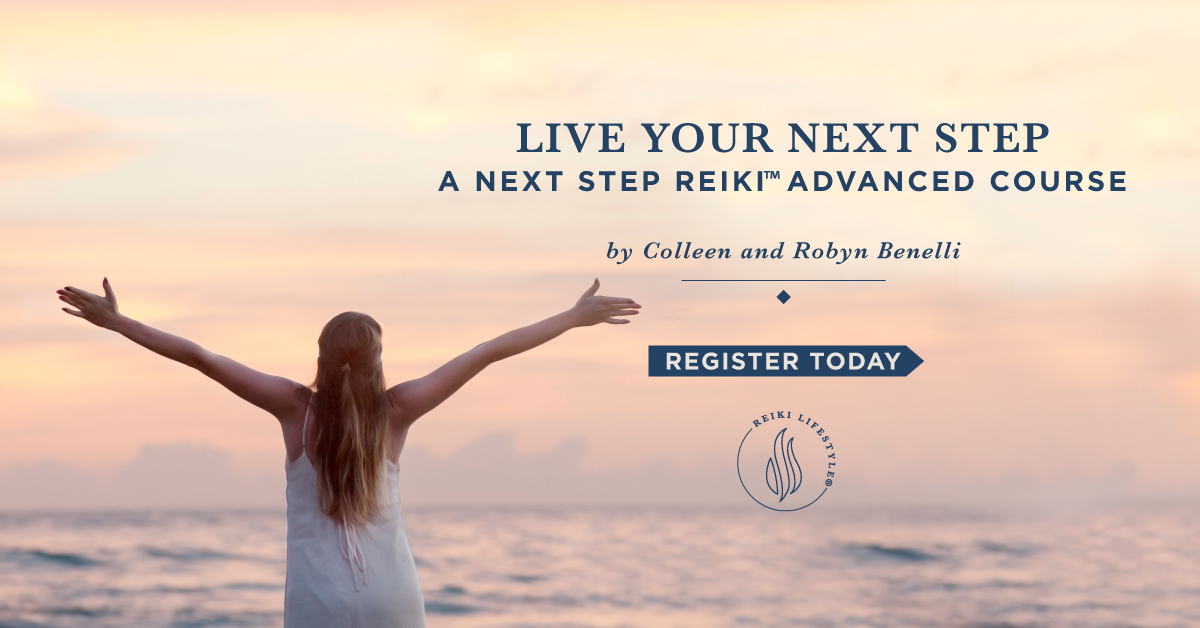 LIVE YOUR NEXT STEP
A NEXT STEP REIKI™ ADVANCED COURSE
by Colleen and Robyn Benelli
REGISTER TODAY
REIKI LIFESTYLE®